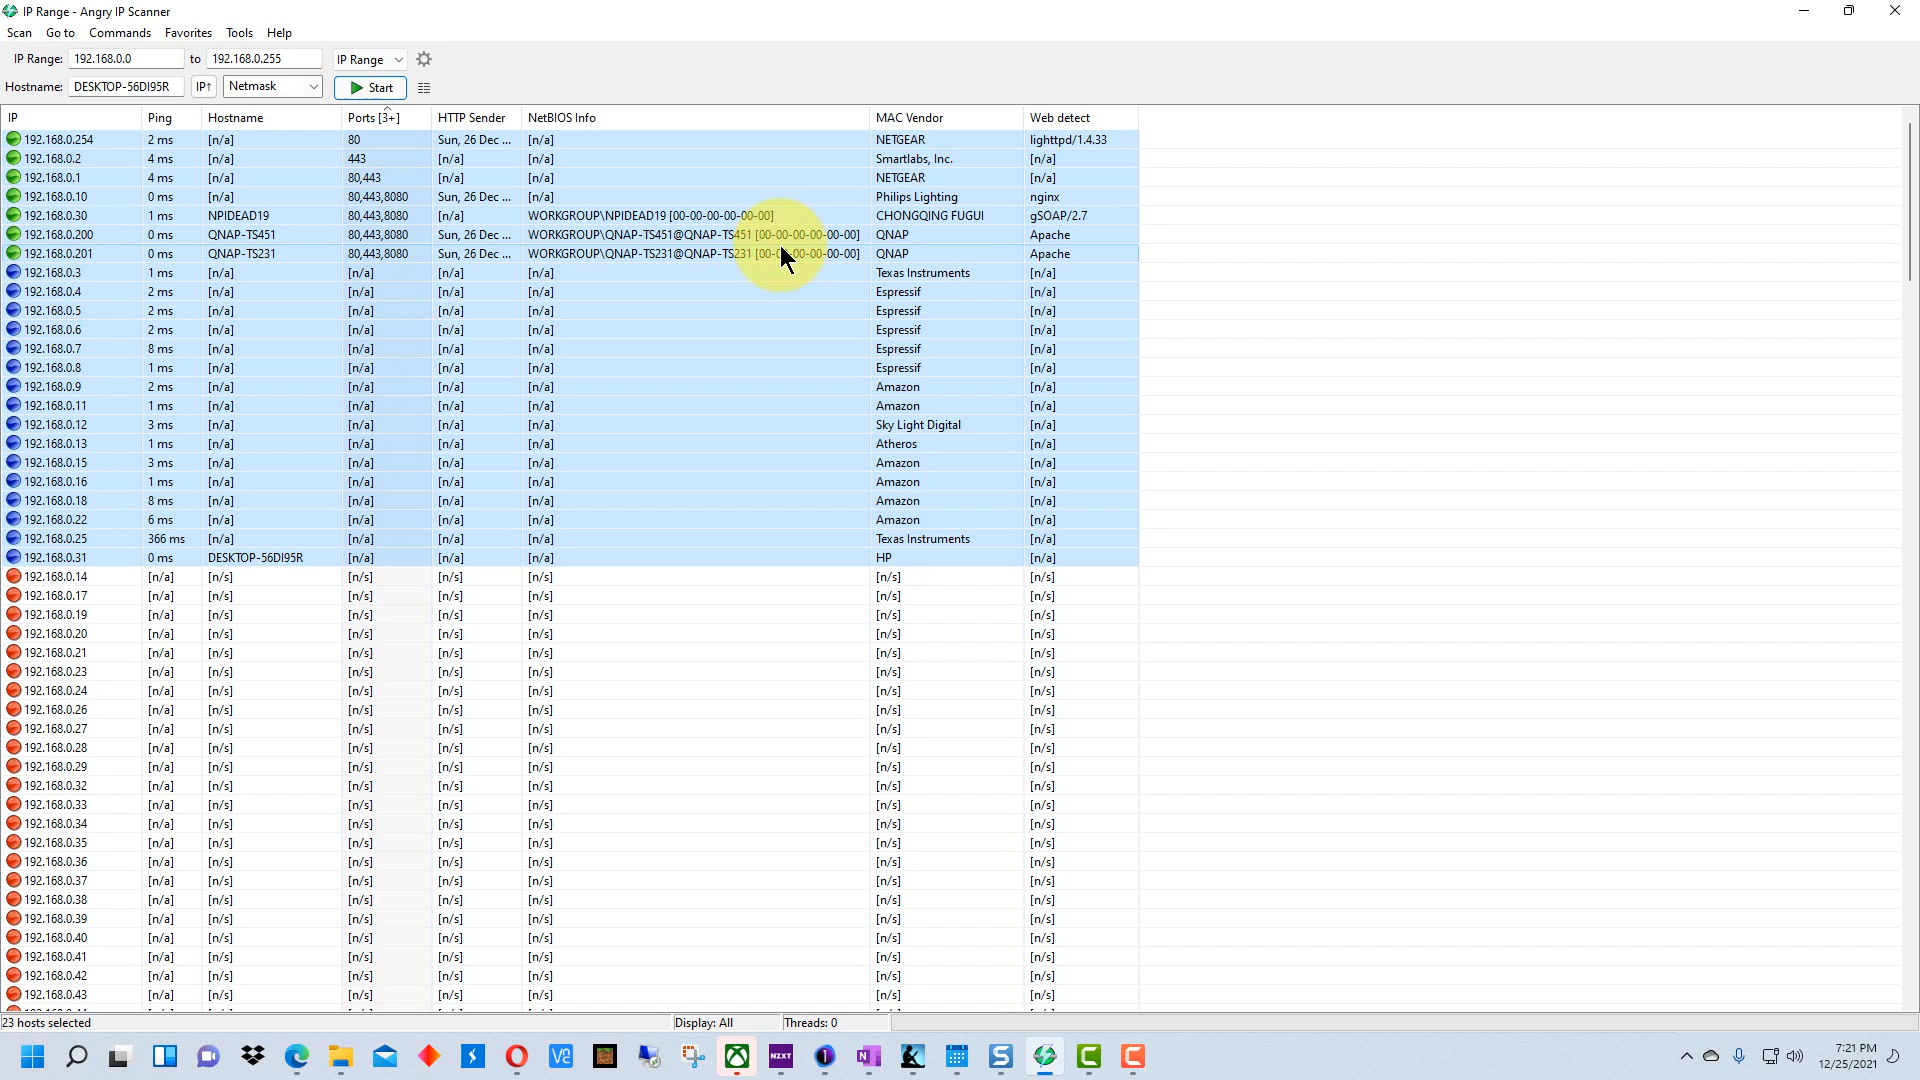 IP Range - Angry IP Scanner
Scan Go to Commands Favorites Tools Help
IP Range: 192.168.0.0 to 192.168.0.255 IP Range
Hostname: DESKTOP-56DI95R IP↑ Netmask Start
IP Ping Hostname Ports [3+] HTTP Sender NetBIOS Info MAC Vendor Web detect
192.168.0.254 2 ms [n/a] 80 Sun, 26 Dec ... [n/a] NETGEAR lighttpd/1.4.33
192.168.0.2 4 ms [n/a] 443 [n/a] [n/a] Smartlabs, Inc. [n/a]
192.168.0.1 4 ms [n/a] 80,443 [n/a] [n/a] NETGEAR [n/a]
192.168.0.10 0 ms [n/a] 80,443,8080 Sun, 26 Dec ... [n/a] Philips Lighting nginx
192.168.0.30 1 ms NPIDEAD19 80,443,8080 [n/a] WORKGROUP\NPIDEAD19 [00-00-00-00-00-00] CHONGQING FUGUI gSOAP/2.7
192.168.0.200 0 ms QNAP-TS451 80,443,8080 Sun, 26 Dec ... WORKGROUP\QNAP-TS451@QNAP-TS451 [00-00-00-00-00-00] QNAP Apache
192.168.0.201 0 ms QNAP-TS231 80,443,8080 Sun, 26 Dec ... WORKGROUP\QNAP-TS231@QNAP-TS231 [00- -00-00-00-00] QNAP Apache
192.168.0.3 1 ms [n/a] [n/a] [n/a] [n/a] Texas Instruments [n/a]
192.168.0.4 2 ms [n/a] [n/a] [n/a] [n/a] Espressif [n/a]
192.168.0.5 2 ms [n/a] [n/a] [n/a] [n/a] Espressif [n/a]
192.168.0.6 2 ms [n/a] [n/a] [n/a] [n/a] Espressif [n/a]
192.168.0.7 8 ms [n/a] [n/a] [n/a] [n/a] Espressif [n/a]
192.168.0.8 1 ms [n/a] [n/a] [n/a] [n/a] Espressif [n/a]
192.168.0.9 2 ms [n/a] [n/a] [n/a] [n/a] Amazon [n/a]
192.168.0.11 1 ms [n/a] [n/a] [n/a] [n/a] Amazon [n/a]
192.168.0.12 3 ms [n/a] [n/a] [n/a] [n/a] Sky Light Digital [n/a]
192.168.0.13 1 ms [n/a] [n/a] [n/a] [n/a] Atheros [n/a]
192.168.0.15 3 ms [n/a] [n/a] [n/a] [n/a] Amazon [n/a]
192.168.0.16 1 ms [n/a] [n/a] [n/a] [n/a] Amazon [n/a]
192.168.0.18 8 ms [n/a] [n/a] [n/a] [n/a] Amazon [n/a]
192.168.0.22 6 ms [n/a] [n/a] [n/a] [n/a] Amazon [n/a]
192.168.0.25 366 ms [n/a] [n/a] [n/a] [n/a] Texas Instruments [n/a]
192.168.0.31 0 ms DESKTOP-56DI95R [n/a] [n/a] [n/a] HP [n/a]
192.168.0.14 [n/a] [n/s] [n/s] [n/s] [n/s] [n/s] [n/s]
192.168.0.17 [n/a] [n/s] [n/s] [n/s] [n/s] [n/s] [n/s]
192.168.0.19 [n/a] [n/s] [n/s] [n/s] [n/s] [n/s] [n/s]
192.168.0.20 [n/a] [n/s] [n/s] [n/s] [n/s] [n/s] [n/s]
192.168.0.21 [n/a] [n/s] [n/s] [n/s] [n/s] [n/s] [n/s]
192.168.0.23 [n/a] [n/s] [n/s] [n/s] [n/s] [n/s] [n/s]
192.168.0.24 [n/a] [n/s] [n/s] [n/s] [n/s] [n/s] [n/s]
192.168.0.26 [n/a] [n/s] [n/s] [n/s] [n/s] [n/s] [n/s]
192.168.0.27 [n/a] [n/s] [n/s] [n/s] [n/s] [n/s] [n/s]
192.168.0.28 [n/a] [n/s] [n/s] [n/s] [n/s] [n/s] [n/s]
192.168.0.29 [n/a] [n/s] [n/s] [n/s] [n/s] [n/s] [n/s]
192.168.0.32 [n/a] [n/s] [n/s] [n/s] [n/s] [n/s] [n/s]
192.168.0.33 [n/a] [n/s] [n/s] [n/s] [n/s] [n/s] [n/s]
192.168.0.34 [n/a] [n/s] [n/s] [n/s] [n/s] [n/s] [n/s]
192.168.0.35 [n/a] [n/s] [n/s] [n/s] [n/s] [n/s] [n/s]
192.168.0.36 [n/a] [n/s] [n/s] [n/s] [n/s] [n/s] [n/s]
192.168.0.37 [n/a] [n/s] [n/s] [n/s] [n/s] [n/s] [n/s]
192.168.0.38 [n/a] [n/s] [n/s] [n/s] [n/s] [n/s] [n/s]
192.168.0.39 [n/a] [n/s] [n/s] [n/s] [n/s] [n/s] [n/s]
192.168.0.40 [n/a] [n/s] [n/s] [n/s] [n/s] [n/s] [n/s]
192.168.0.41 [n/a] [n/s] [n/s] [n/s] [n/s] [n/s] [n/s]
192.168.0.42 [n/a] [n/s] [n/s] [n/s] [n/s] [n/s] [n/s]
192.168.0.43 [n/a] [n/s] [n/s] [n/s] [n/s] [n/s] [n/s]
23 hosts selected Display: All Threads: 0
NZXT
7:21 PM
12/25/2021